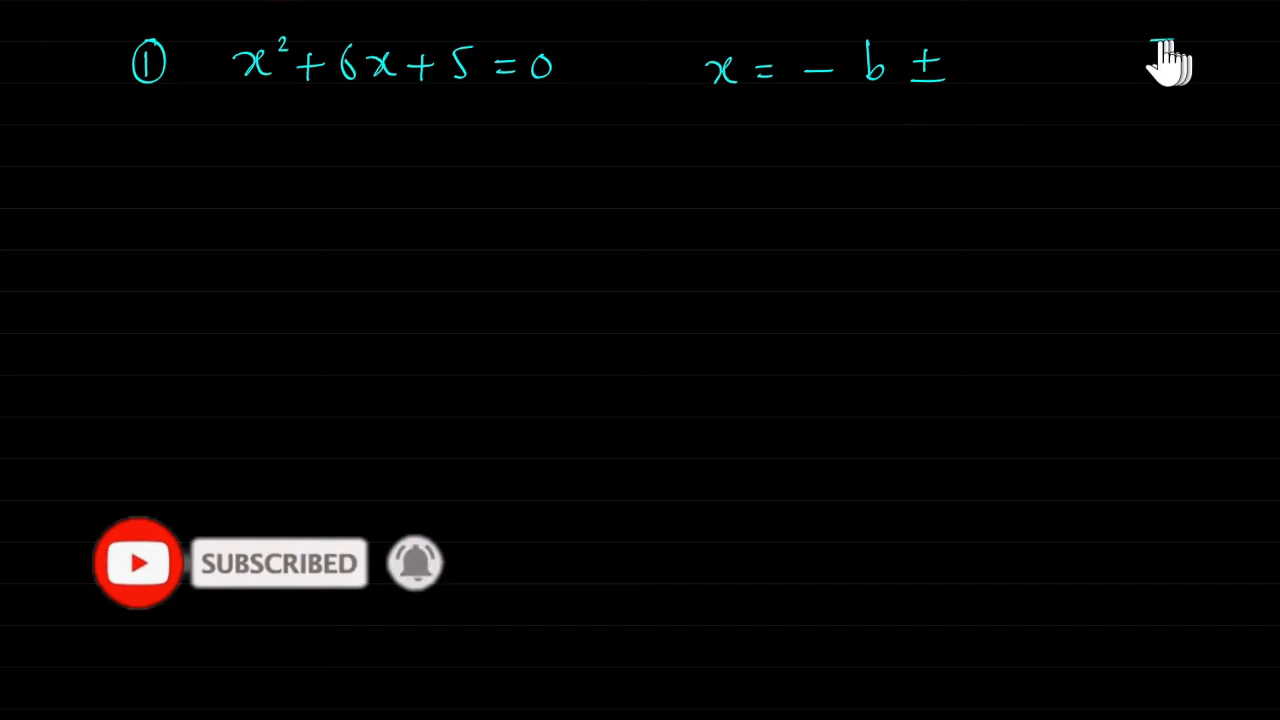 ① x² + 6x + 5 = 0 x = - b ±
SUBSCRIBED